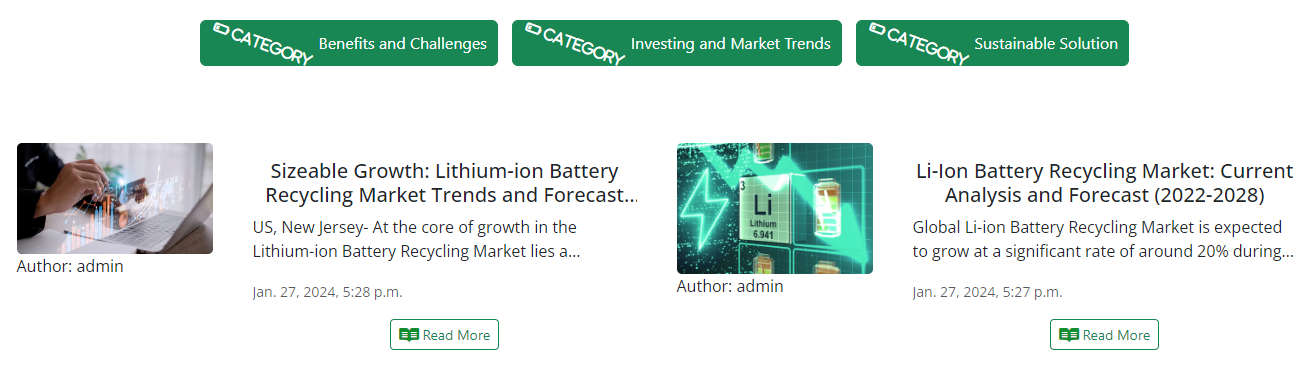 CATEGORY Benefits and Challenges
CATEGORY Investing and Market Trends
CATEGORY Sustainable Solution
Sizeable Growth: Lithium-ion Battery
Recycling Market Trends and Forecast...
US, New Jersey- At the core of growth in the
Lithium-ion Battery Recycling Market lies a...
Author: admin
Jan. 27, 2024, 5:28 p.m.
Read More
3
Li
Lithium
6.941
Li-Ion Battery Recycling Market: Current
Analysis and Forecast (2022-2028)
Global Li-ion Battery Recycling Market is expected
to grow at a significant rate of around 20% during...
Author: admin
Jan. 27, 2024, 5:27 p.m.
Read More